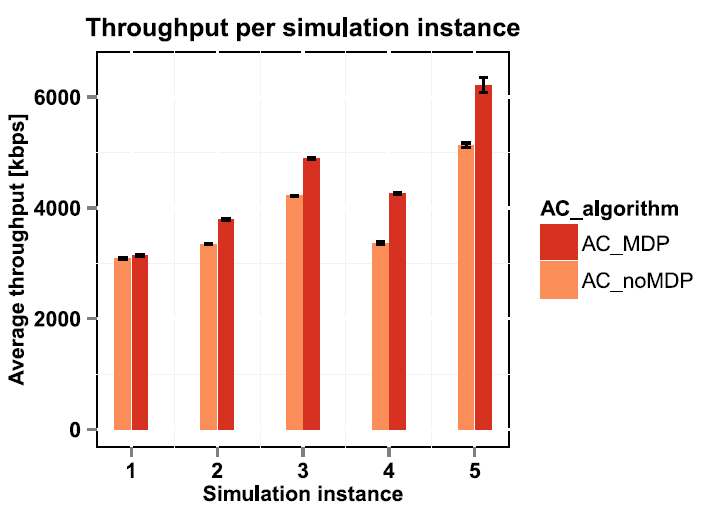 Throughput per simulation instance
Average throughput [kbps]
6000
4000
2000
0
1 2 3 4 5
Simulation instance
AC_algorithm
AC_MDP
AC_noMDP